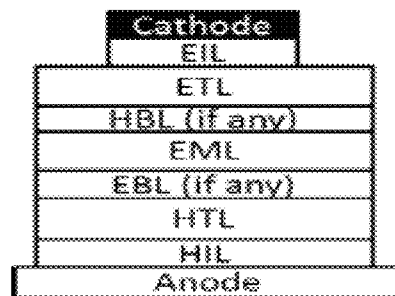 Cathode
EIL
ETL
HBL (if any)
EML
EBL (if any)
HTL
HIL
Anode